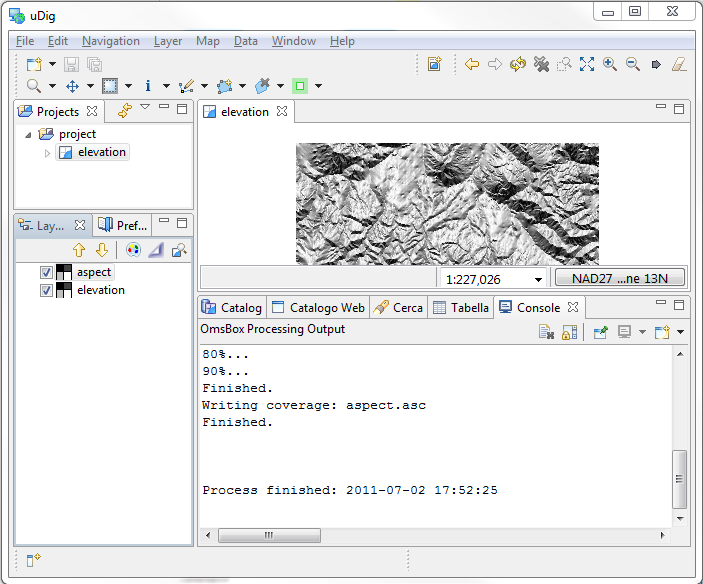 uDig
File Edit Navigation Layer Map Data Window Help
Projects
project
elevation
elevation
1:227,026 NAD27 ...ne 13N
Lay... Pref...
aspect
elevation
Catalog Catalogo Web Cerca Tabella Console
OmsBox Processing Output
80%...
90%...
Finished.
Writing coverage: aspect.asc
Finished.
Process finished: 2011-07-02 17:52:25